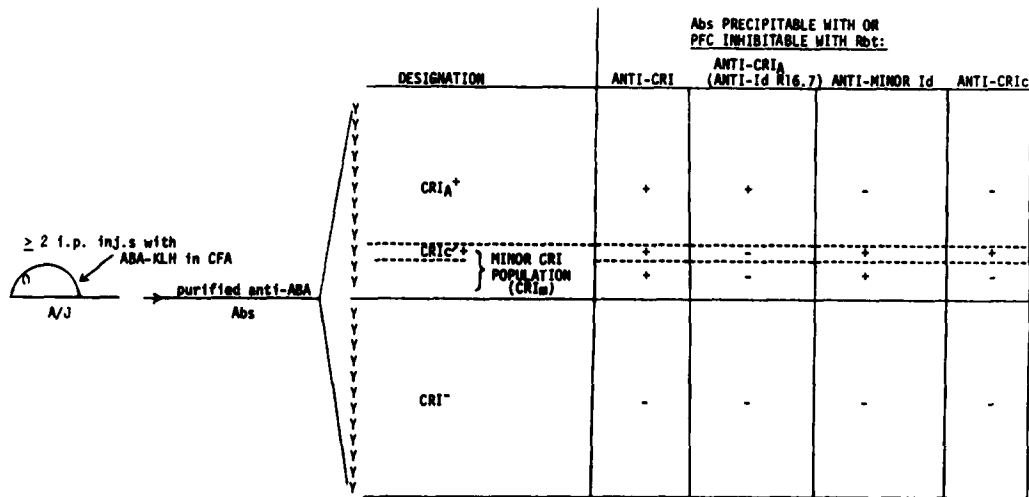 Abs PRECIPITABLE WITH OR
PFC INHIBITABLE WITH Rbt:
DESIGNATION
ANTI-CRI
ANTI-CRIA
(ANTI-Id R16.7)
ANTI-MINOR Id
ANTI-CRIc
Y
Y
Y
Y
Y
Y
Y
Y
Y
Y
Y
Y
CRIA+
+
+
-
-
CRIc+
+
-
+
+
MINOR CRI
POPULATION
(CRIm)
+
-
+
-
≥ 2 i.p. inj.s with
ABA-KLH in CFA
A/J
purified anti-ABA
Abs
Y
Y
Y
Y
Y
Y
Y
Y
Y
Y
Y
Y
CRI-
-
-
-
-